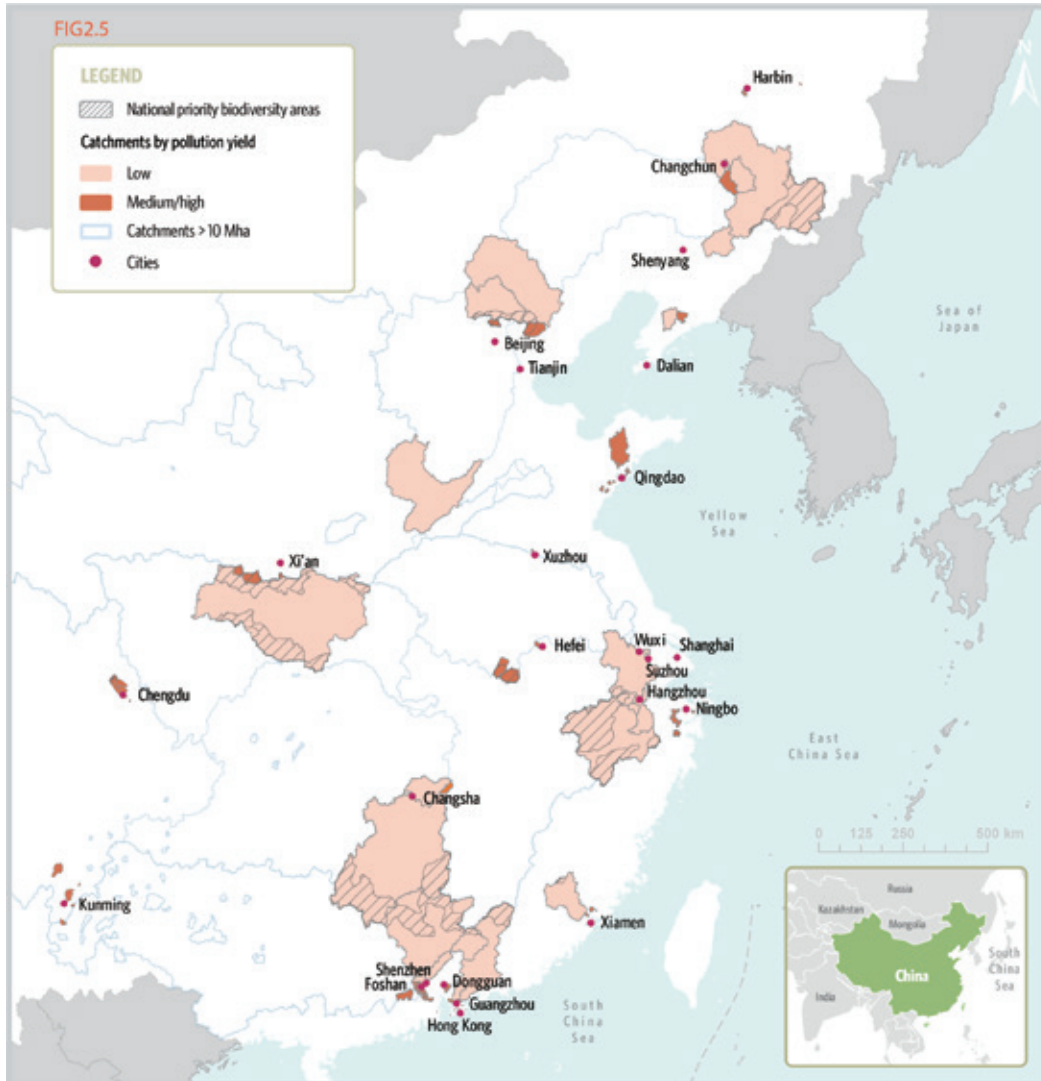 FIG2.5
LEGEND
National priority biodiversity areas
Catchments by pollution yield
Low
Medium/high
Catchments > 10 Mha
Cities
N
Harbin
Changchun
Shenyang
Sea of
Japan
Beijing
Tianjin
Dalian
Qingdao
Yellow
Sea
Xi'an
Xuzhou
Hefei
Wuxi
Shanghai
Suzhou
Chengdu
Hangzhou
Ningbo
East
China Sea
Changsha
0 125 250 500 km
Kunming
Xiamen
Shenzhen
Foshan
Dongguan
Guangzhou
Hong Kong
South
China
Sea
Russia
Kazakhstan
Mongolia
China
India
South
China
Sea